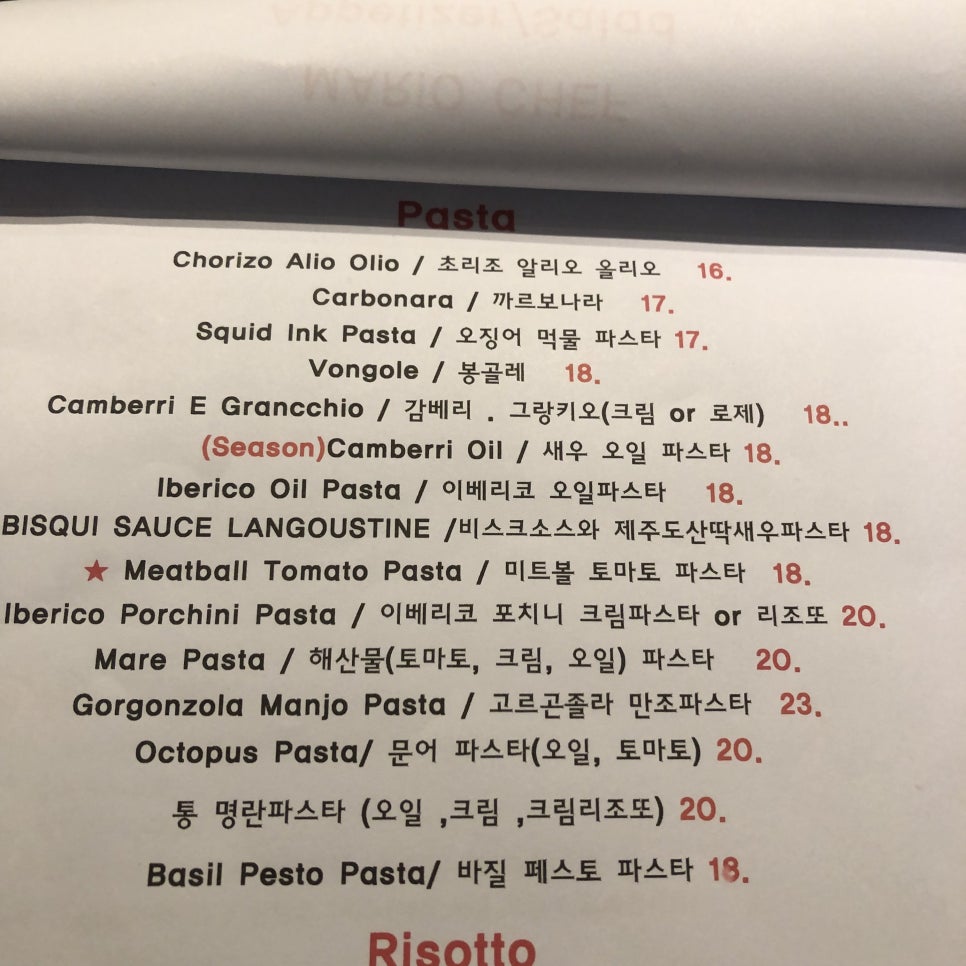 Appetizer/Salad
MARIO CHEF
Pasta
Chorizo Alio Olio / 초리조 알리오 올리오 16.
Carbonara / 까르보나라 17.
Squid Ink Pasta / 오징어 먹물 파스타 17.
Vongole / 봉골레 18.
Camberri E Grancchio / 감베리 . 그랑키오(크림 or 로제) 18..
(Season)Camberri Oil / 새우 오일 파스타 18.
Iberico Oil Pasta / 이베리코 오일파스타 18.
BISQUI SAUCE LANGOUSTINE /비스크소스와 제주도산딱새우파스타 18.
★ Meatball Tomato Pasta / 미트볼 토마토 파스타 18.
Iberico Porchini Pasta / 이베리코 포치니 크림파스타 or 리조또 20.
Mare Pasta / 해산물(토마토, 크림, 오일) 파스타 20.
Gorgonzola Manjo Pasta / 고르곤졸라 만조파스타 23.
Octopus Pasta/ 문어 파스타(오일, 토마토) 20.
통 명란파스타 (오일 ,크림 ,크림리조또) 20.
Basil Pesto Pasta/ 바질 페스토 파스타 18.
Risotto